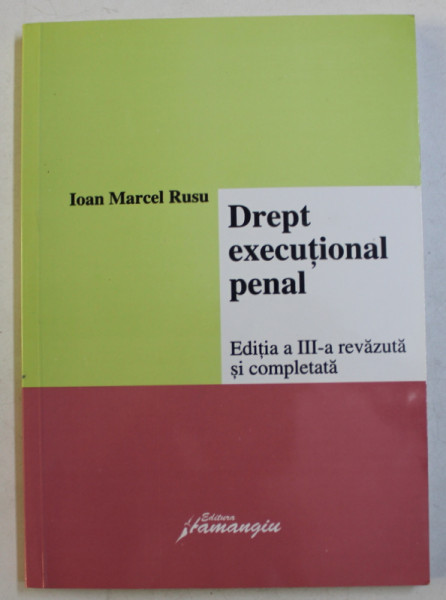 Ioan Marcel Rusu
Drept
execuțional
penal
Ediția a III-a revăzută
și completată
Editura
Hamangiu